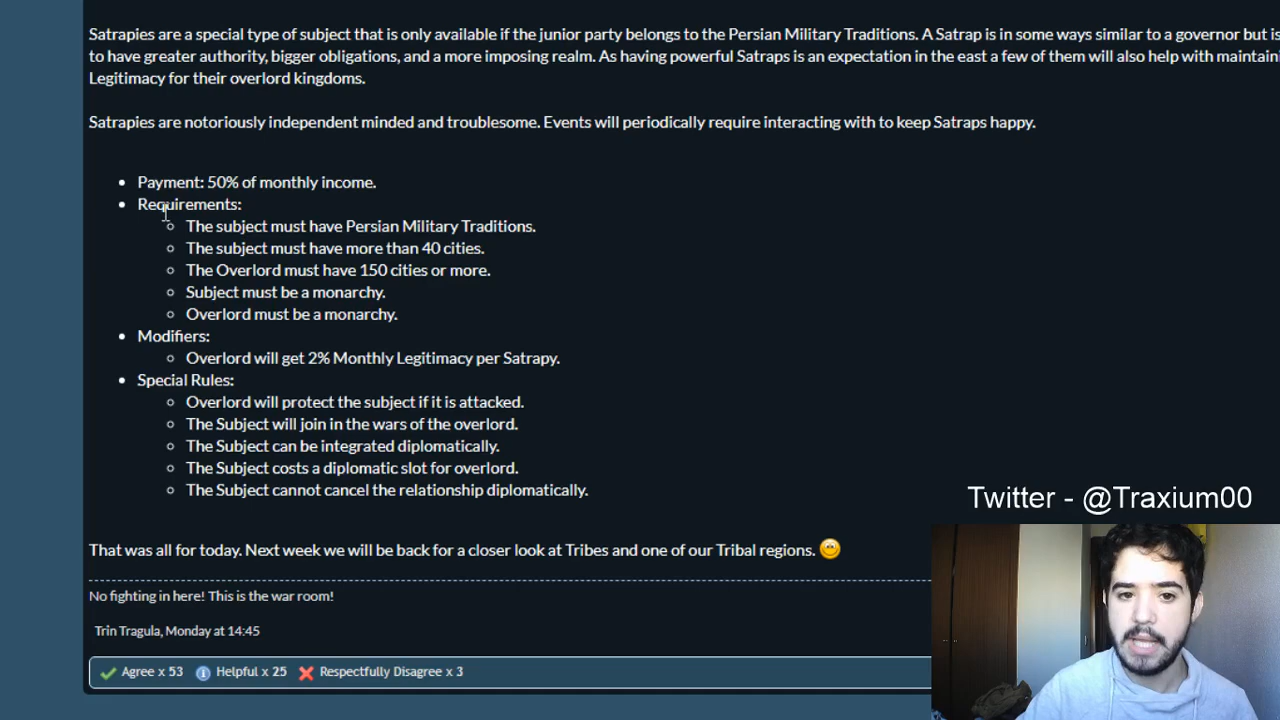 Satrapies are a special type of subject that is only available if the junior party belongs to the Persian Military Traditions. A Satrap is in some ways similar to a governor but is
to have greater authority, bigger obligations, and a more imposing realm. As having powerful Satraps is an expectation in the east a few of them will also help with maintain
Legitimacy for their overlord kingdoms.
Satrapies are notoriously independent minded and troublesome. Events will periodically require interacting with to keep Satraps happy.
• Payment: 50% of monthly income.
• Requirements:
○ The subject must have Persian Military Traditions.
○ The subject must have more than 40 cities.
○ The Overlord must have 150 cities or more.
○ Subject must be a monarchy.
○ Overlord must be a monarchy.
• Modifiers:
○ Overlord will get 2% Monthly Legitimacy per Satrapy.
• Special Rules:
○ Overlord will protect the subject if it is attacked.
○ The Subject will join in the wars of the overlord.
○ The Subject can be integrated diplomatically.
○ The Subject costs a diplomatic slot for overlord.
○ The Subject cannot cancel the relationship diplomatically.
Twitter - @Traxium00
That was all for today. Next week we will be back for a closer look at Tribes and one of our Tribal regions.
No fighting in here! This is the war room!
Trin Tragula, Monday at 14:45
Agree x 53 Helpful x 25 Respectfully Disagree x 3